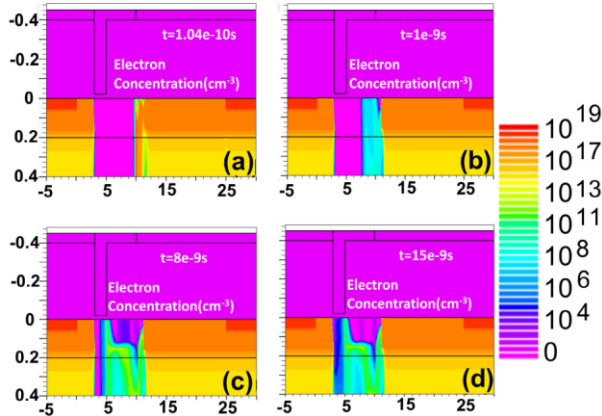 -0.4
t=1.04e-10s
-0.2
Electron
Concentration(cm⁻³)
0
0.2
0.4
(a)
-5 5 15 25
t=1e-9s
Electron
Concentration(cm⁻³)
(b)
-5 5 15 25
-0.4
t=8e-9s
-0.2
Electron
Concentration(cm⁻³)
0
0.2
0.4
(c)
-5 5 15 25
t=15e-9s
Electron
Concentration(cm⁻³)
(d)
-5 5 15 25
10¹⁹
10¹⁷
10¹³
10¹¹
10⁸
10⁶
10⁴
0